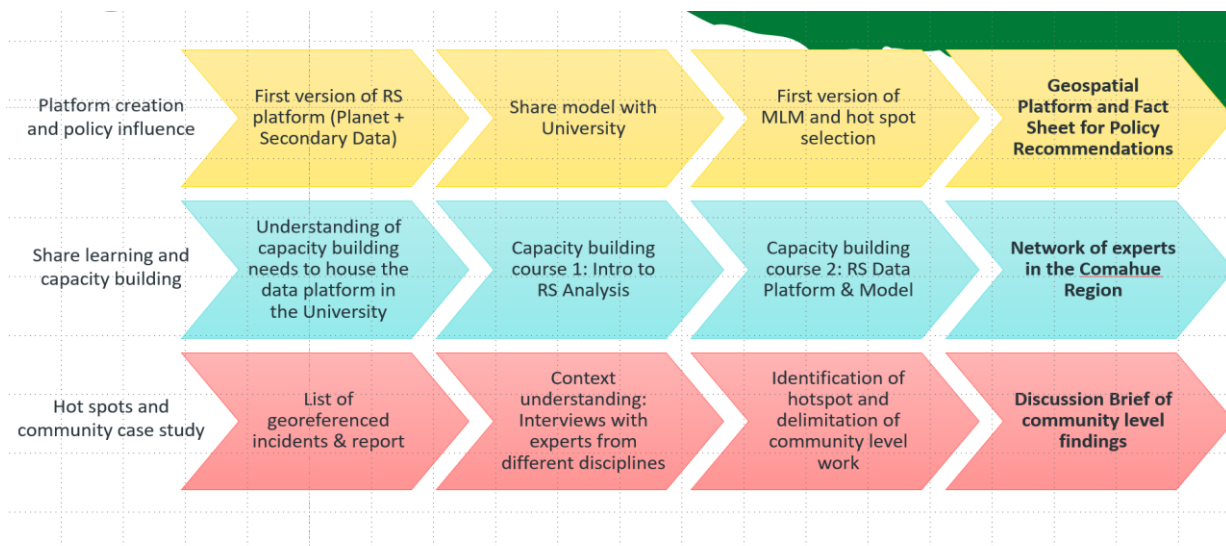 Platform creation
and policy influence
First version of RS
platform (Planet +
Secondary Data)
Share model with
University
First version of
MLM and hot spot
selection
Geospatial
Platform and Fact
Sheet for Policy
Recommendations
Share learning and
capacity building
Understanding of
capacity building
needs to house the
data platform in
the University
Capacity building
course 1: Intro to
RS Analysis
Capacity building
course 2: RS Data
Platform & Model
Network of experts
in the Comahue
Region
Hot spots and
community case study
List of
georeferenced
incidents & report
Context
understanding:
Interviews with
experts from
different disciplines
Identification of
hotspot and
delimitation of
community level
work
Discussion Brief of
community level
findings